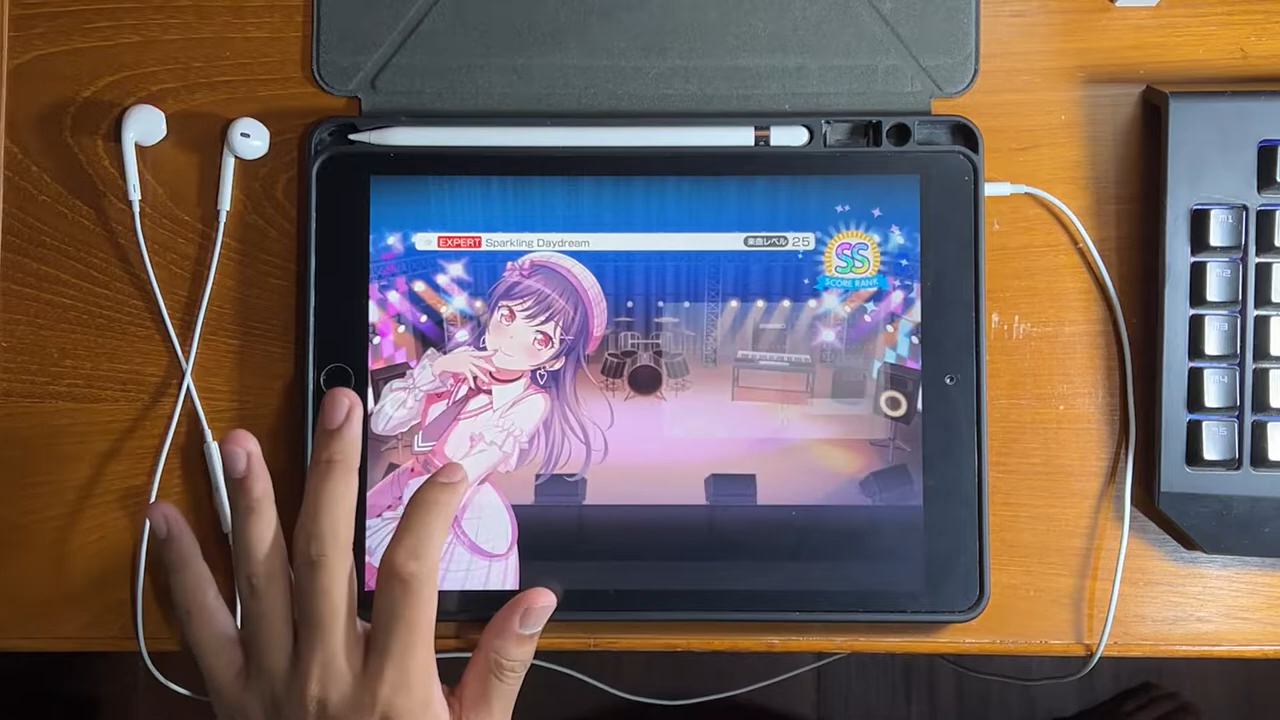 EXPERT Sparkling Daydream 楽曲レベル 25
SS
SCORE RANK
m1
m2
m3
m4
m5